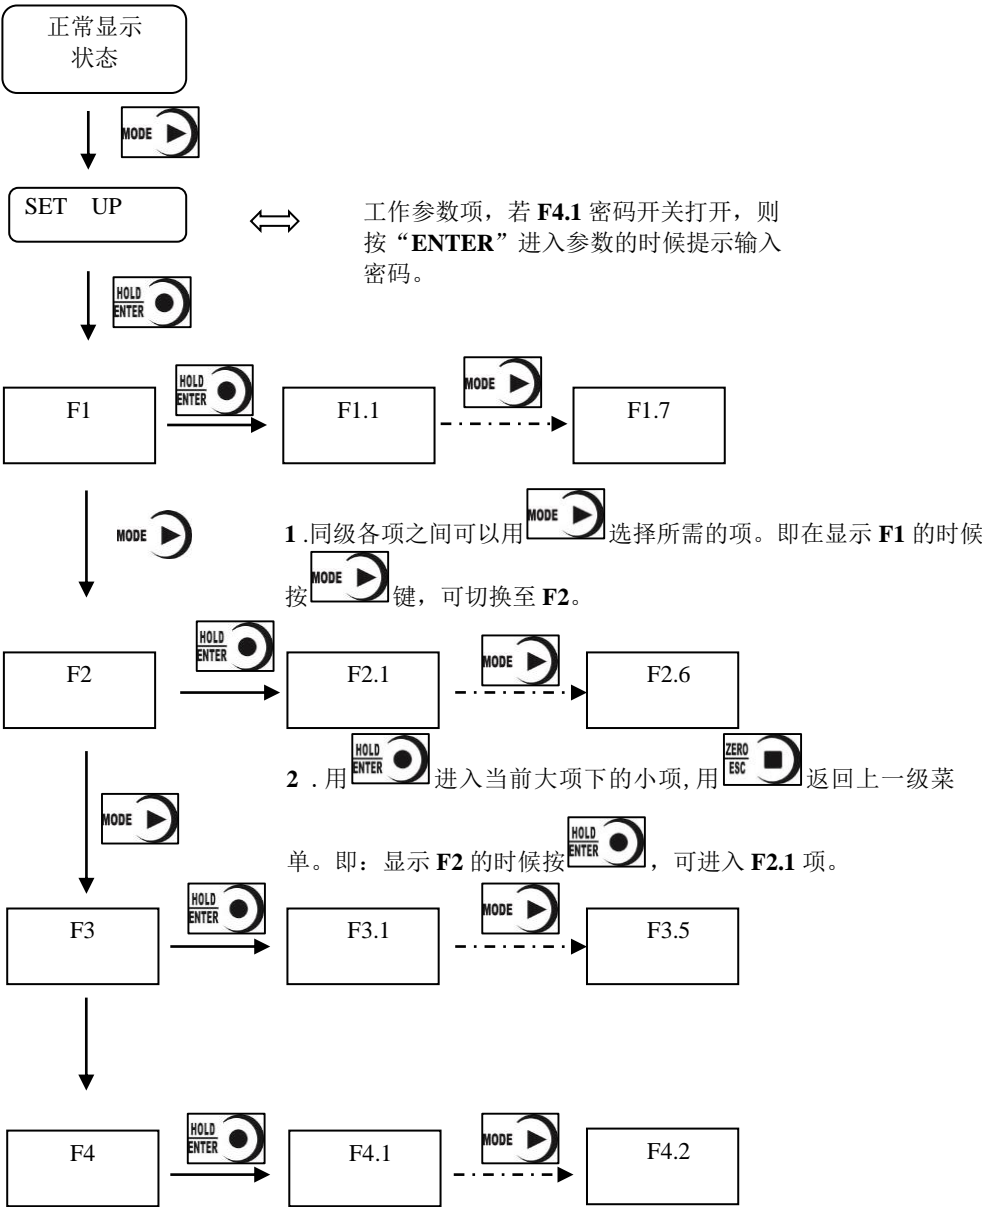 正常显示
状态
MODE
SET UP
工作参数项，若 F4.1 密码开关打开，则
按“ENTER”进入参数的时候提示输入
密码。
HOLD
ENTER
F1
HOLD
ENTER
F1.1
MODE
F1.7
MODE
1 .同级各项之间可以用 MODE 选择所需的项。即在显示 F1 的时候
按 MODE 键，可切换至 F2。
F2
HOLD
ENTER
F2.1
MODE
F2.6
MODE
2 . 用 HOLD ENTER 进入当前大项下的小项,用 ZERO ESC 返回上一级菜
单。即：显示 F2 的时候按 HOLD ENTER ，可进入 F2.1 项。
F3
HOLD
ENTER
F3.1
MODE
F3.5
F4
HOLD
ENTER
F4.1
MODE
F4.2